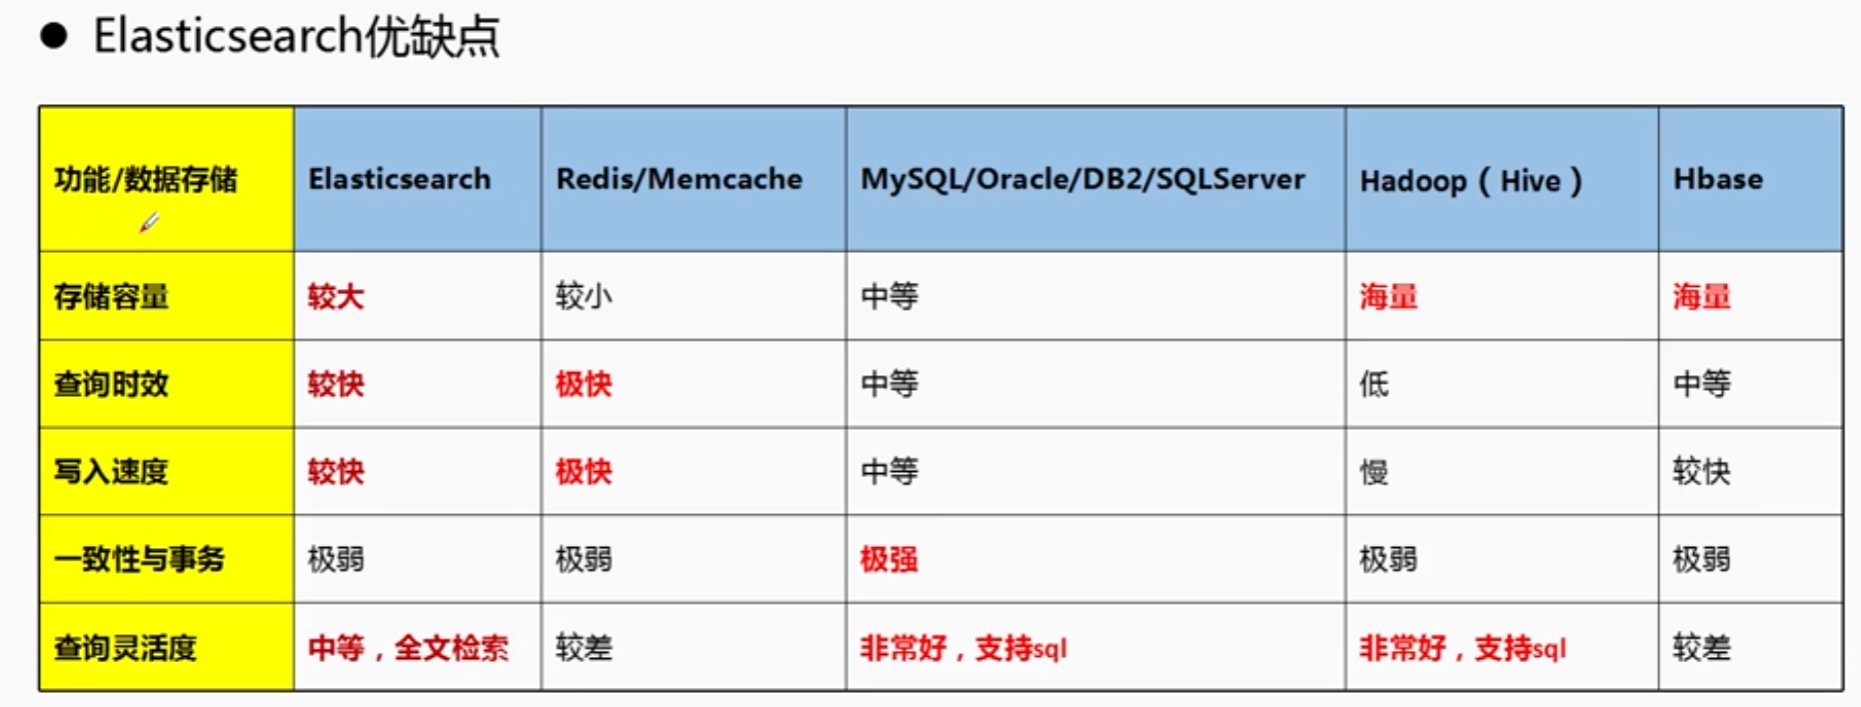 ● Elasticsearch优缺点
功能/数据存储 Elasticsearch Redis/Memcache MySQL/Oracle/DB2/SQLServer Hadoop（Hive） Hbase
存储容量 较大 较小 中等 海量 海量
查询时效 较快 极快 中等 低 中等
写入速度 较快 极快 中等 慢 较快
一致性与事务 极弱 极弱 极强 极弱 极弱
查询灵活度 中等，全文检索 较差 非常好，支持sql 非常好，支持sql 较差